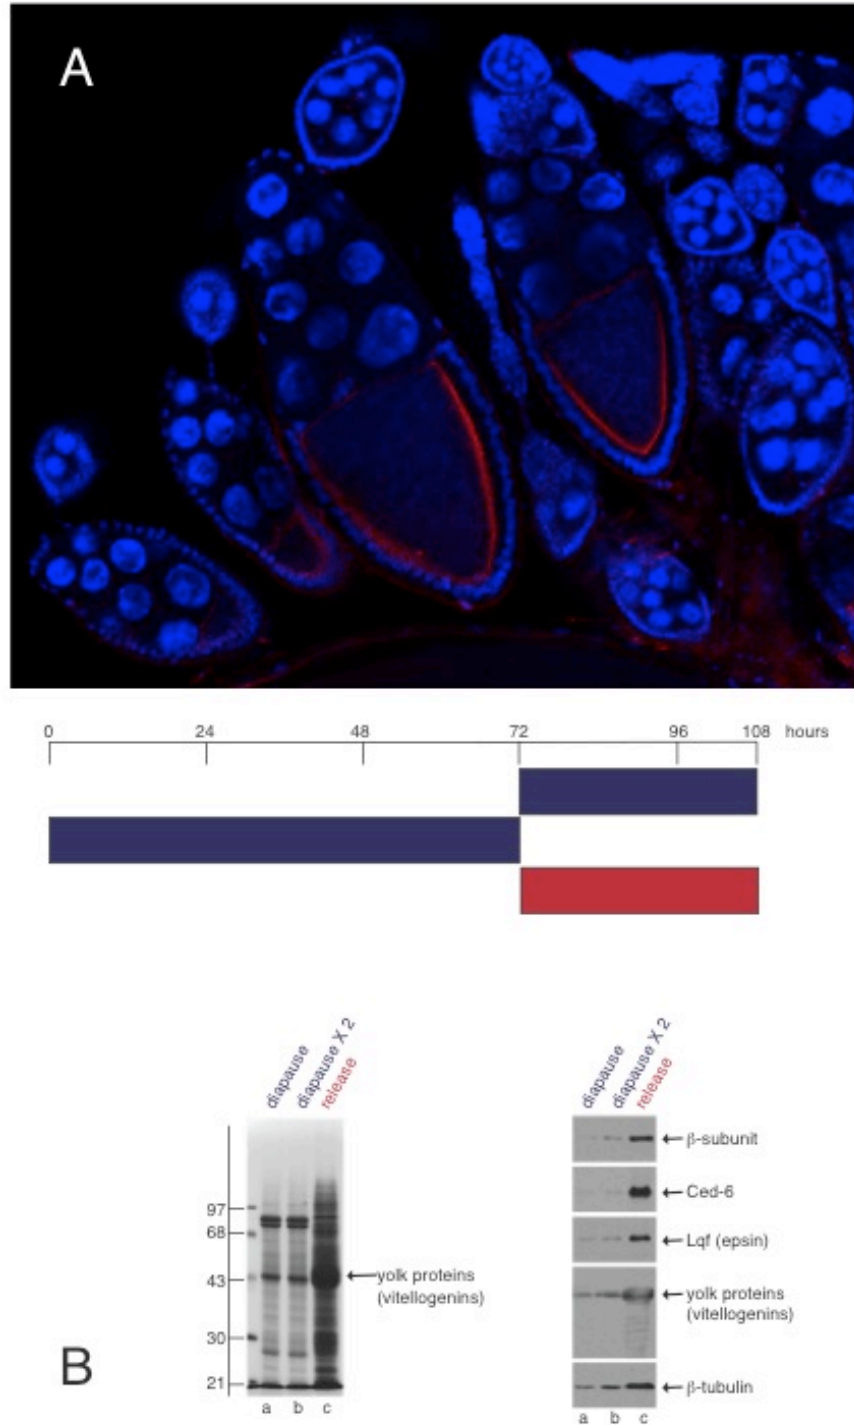 A
0 24 48 72 96 108 hours
diapause diapause X 2 release
97
68
43
30
21
yolk proteins
(vitellogenins)
a b c
diapause diapause X 2 release
β-subunit
Ced-6
Lqf (epsin)
yolk proteins
(vitellogenins)
β-tubulin
a b c
B